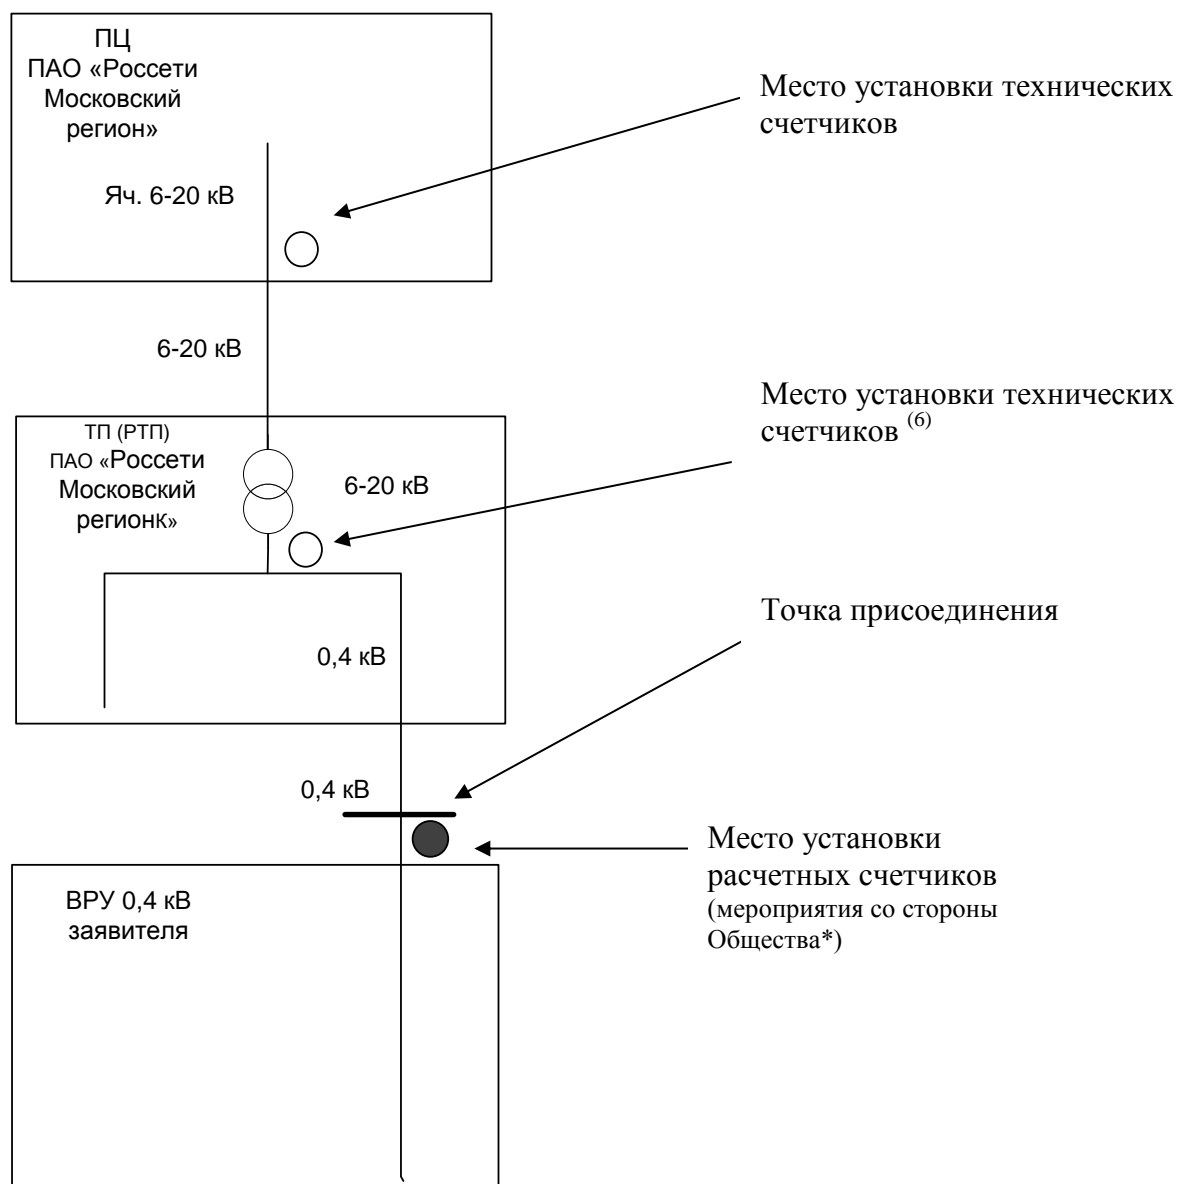 ПЦ
ПАО «Россети
Московский
регион»
Яч. 6-20 кВ
Место установки технических
счетчиков
6-20 кВ
Место установки технических
счетчиков (6)
ТП (РТП)
ПАО «Россети
Московский
регионК»
6-20 кВ
Точка присоединения
0,4 кВ
0,4 кВ
Место установки
расчетных счетчиков
(мероприятия со стороны
Общества*)
ВРУ 0,4 кВ
заявителя